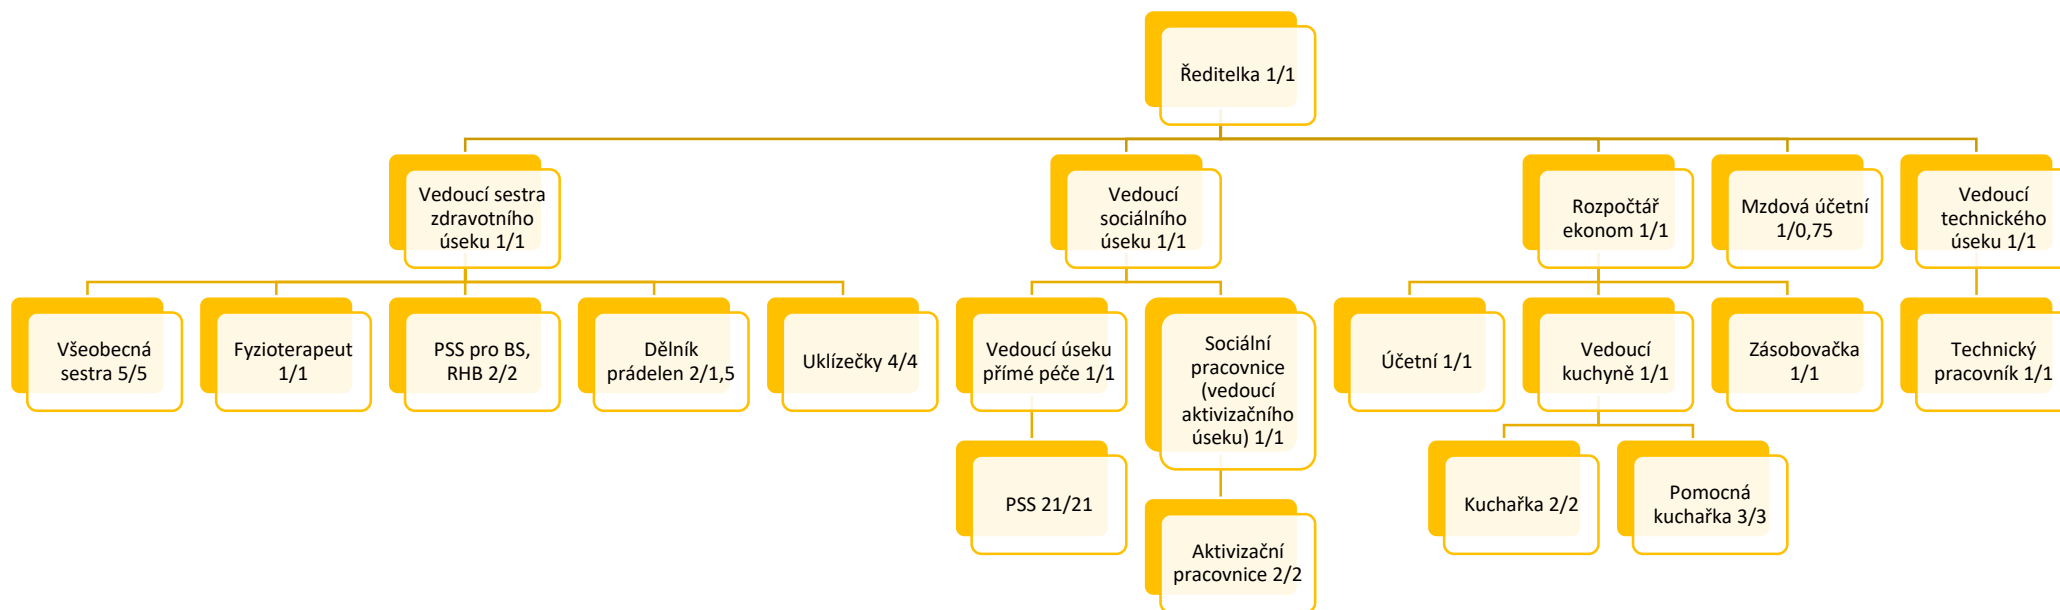 Ředitelka 1/1
Vedoucí sestra
zdravotního
úseku 1/1
Vedoucí
sociálního
úseku 1/1
Rozpočtář
ekonom 1/1
Mzdová účetní
1/0,75
Vedoucí
technického
úseku 1/1
Všeobecná
sestra 5/5
Fyzioterapeut
1/1
PSS pro BS,
RHB 2/2
Dělník
prádelen 2/1,5
Uklízečky 4/4
Vedoucí úseku
přímé péče 1/1
Sociální
pracovnice
(vedoucí
aktivizačního
úseku) 1/1
Účetní 1/1
Vedoucí
kuchyně 1/1
Zásobovačka
1/1
Technický
pracovník 1/1
PSS 21/21
Aktivizační
pracovnice 2/2
Kuchařka 2/2
Pomocná
kuchařka 3/3